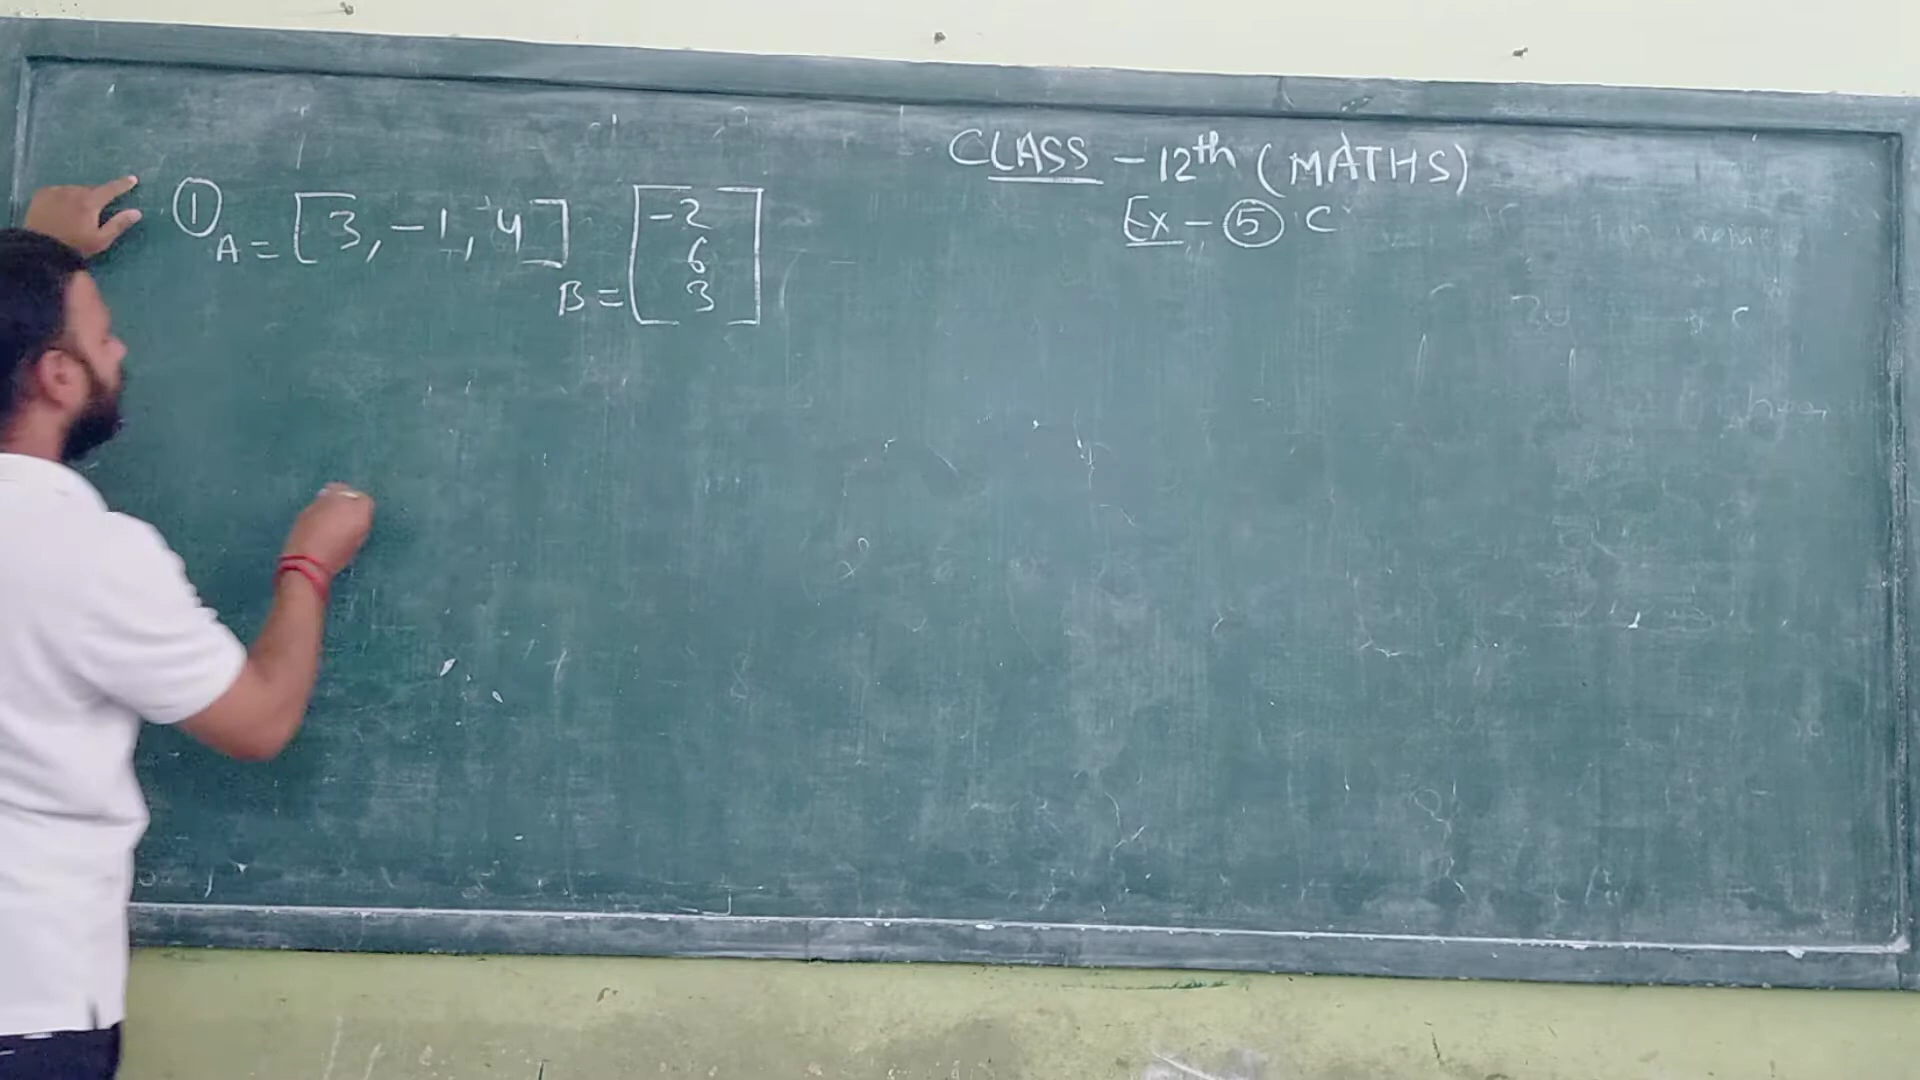 CLASS - 12th (MATHS)
Ex - ⑤ C
①
A = [3, -1, 4]
B = [-2
6
3]